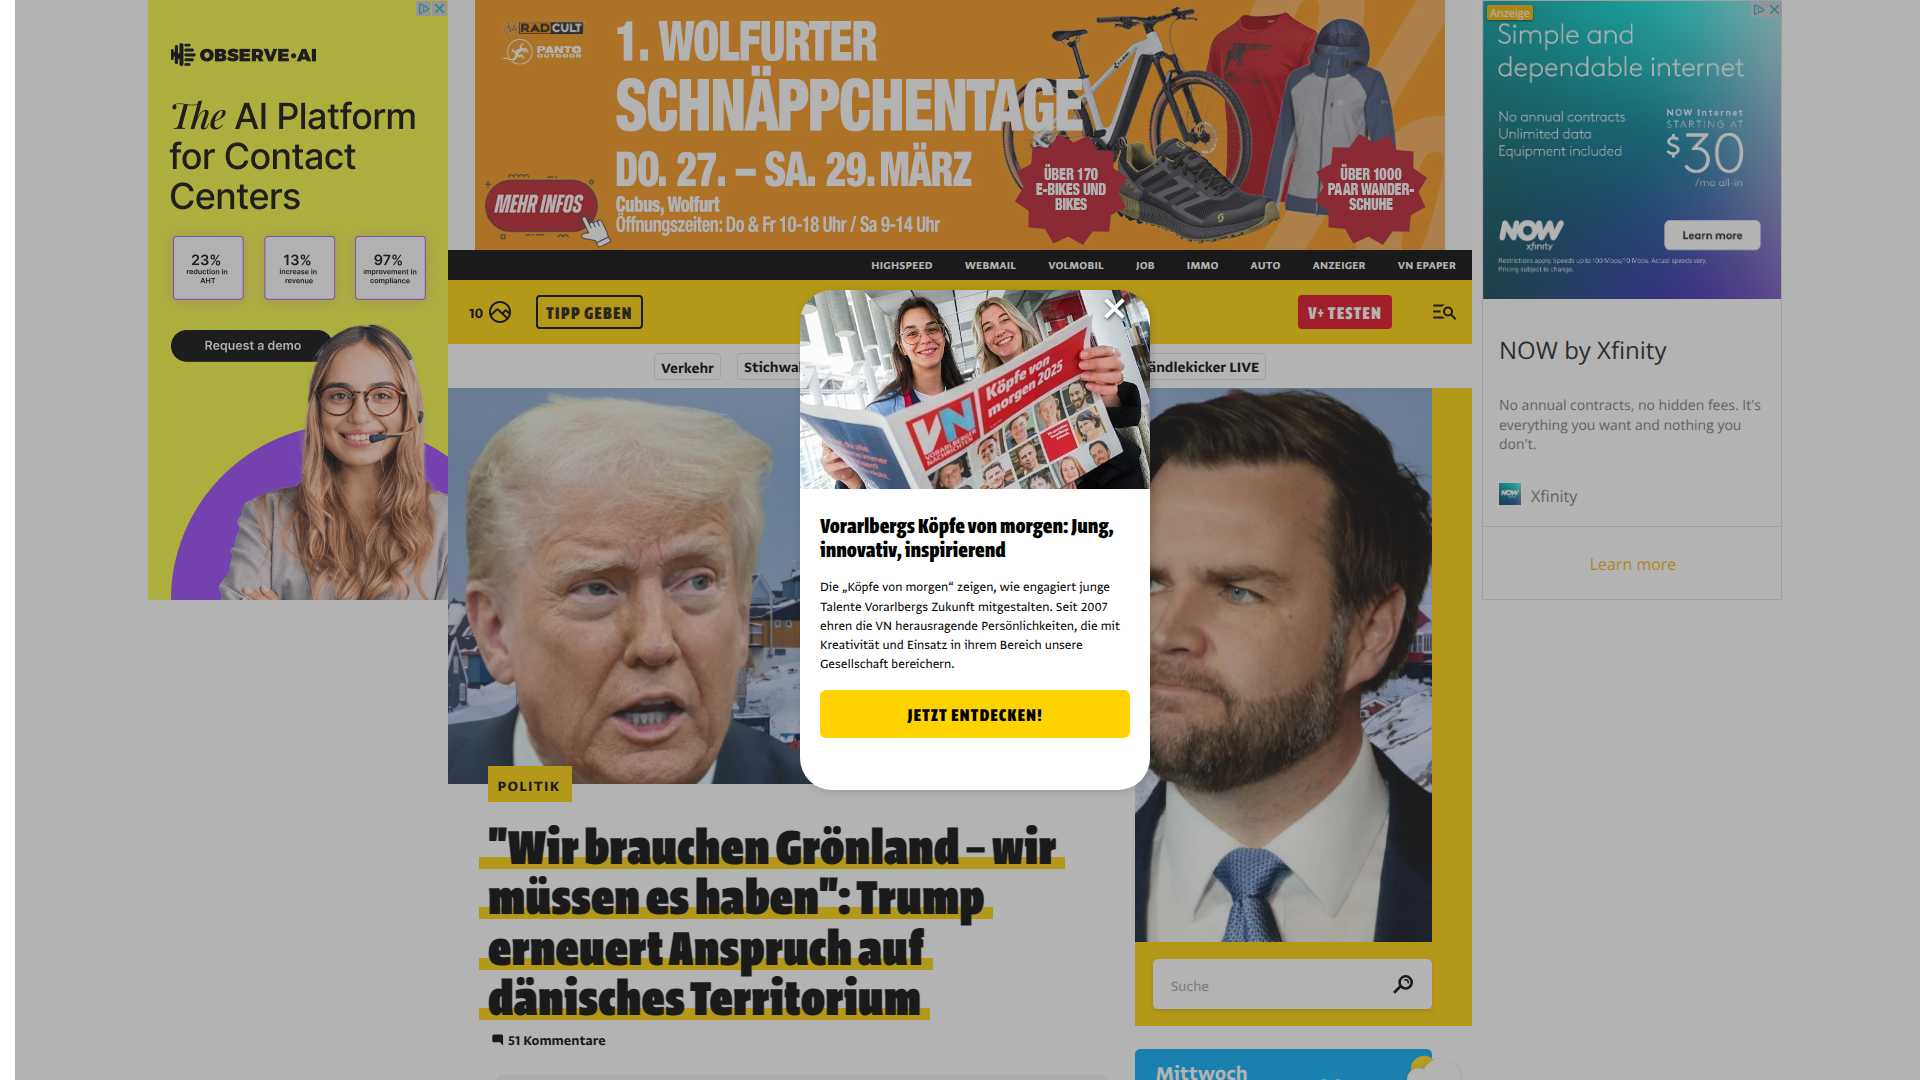 OBSERVE•AI
The AI Platform
for Contact
Centers
23%
reduction in
AHT
13%
increase in
revenue
97%
improvement in
compliance
Request a demo
RADCULT
PANTO
OUTDOOR
1. WOLFURTER
SCHNÄPPCHENTAGE
DO. 27. – SA. 29. MÄRZ
MEHR INFOS
Cubus, Wolfurt
Öffnungszeiten: Do & Fr 10-18 Uhr / Sa 9-14 Uhr
ÜBER 170
E-BIKES UND
BIKES
ÜBER 1000
PAAR WANDER-
SCHUHE
Anzeige
Simple and
dependable internet
No annual contracts
Unlimited data
Equipment included
NOW Internet
STARTING AT
$30
/mo all-in
NOW
xfinity
Learn more
Restrictions apply. Speeds up to 100 Mbps/10 Mbps. Actual speeds vary.
Pricing subject to change.
NOW by Xfinity
No annual contracts, no hidden fees. It's
everything you want and nothing you
don't.
NOW
Xfinity
Learn more
HIGHSPEED WEBMAIL VOLMOBIL JOB IMMO AUTO ANZEIGER VN EPAPER
10
TIPP GEBEN
V+ TESTEN
Verkehr
Stichwa
ändlekicker LIVE
Köpfe von
morgen 2025
VN
VORARLBERGER
NACHRICHTEN
Vorarlbergs Köpfe von morgen: Jung,
innovativ, inspirierend
Die „Köpfe von morgen“ zeigen, wie engagiert junge
Talente Vorarlbergs Zukunft mitgestalten. Seit 2007
ehren die VN herausragende Persönlichkeiten, die mit
Kreativität und Einsatz in ihrem Bereich unsere
Gesellschaft bereichern.
JETZT ENTDECKEN!
POLITIK
"Wir brauchen Grönland – wir
müssen es haben": Trump
erneuert Anspruch auf
dänisches Territorium
51 Kommentare
Suche
Mittwoch